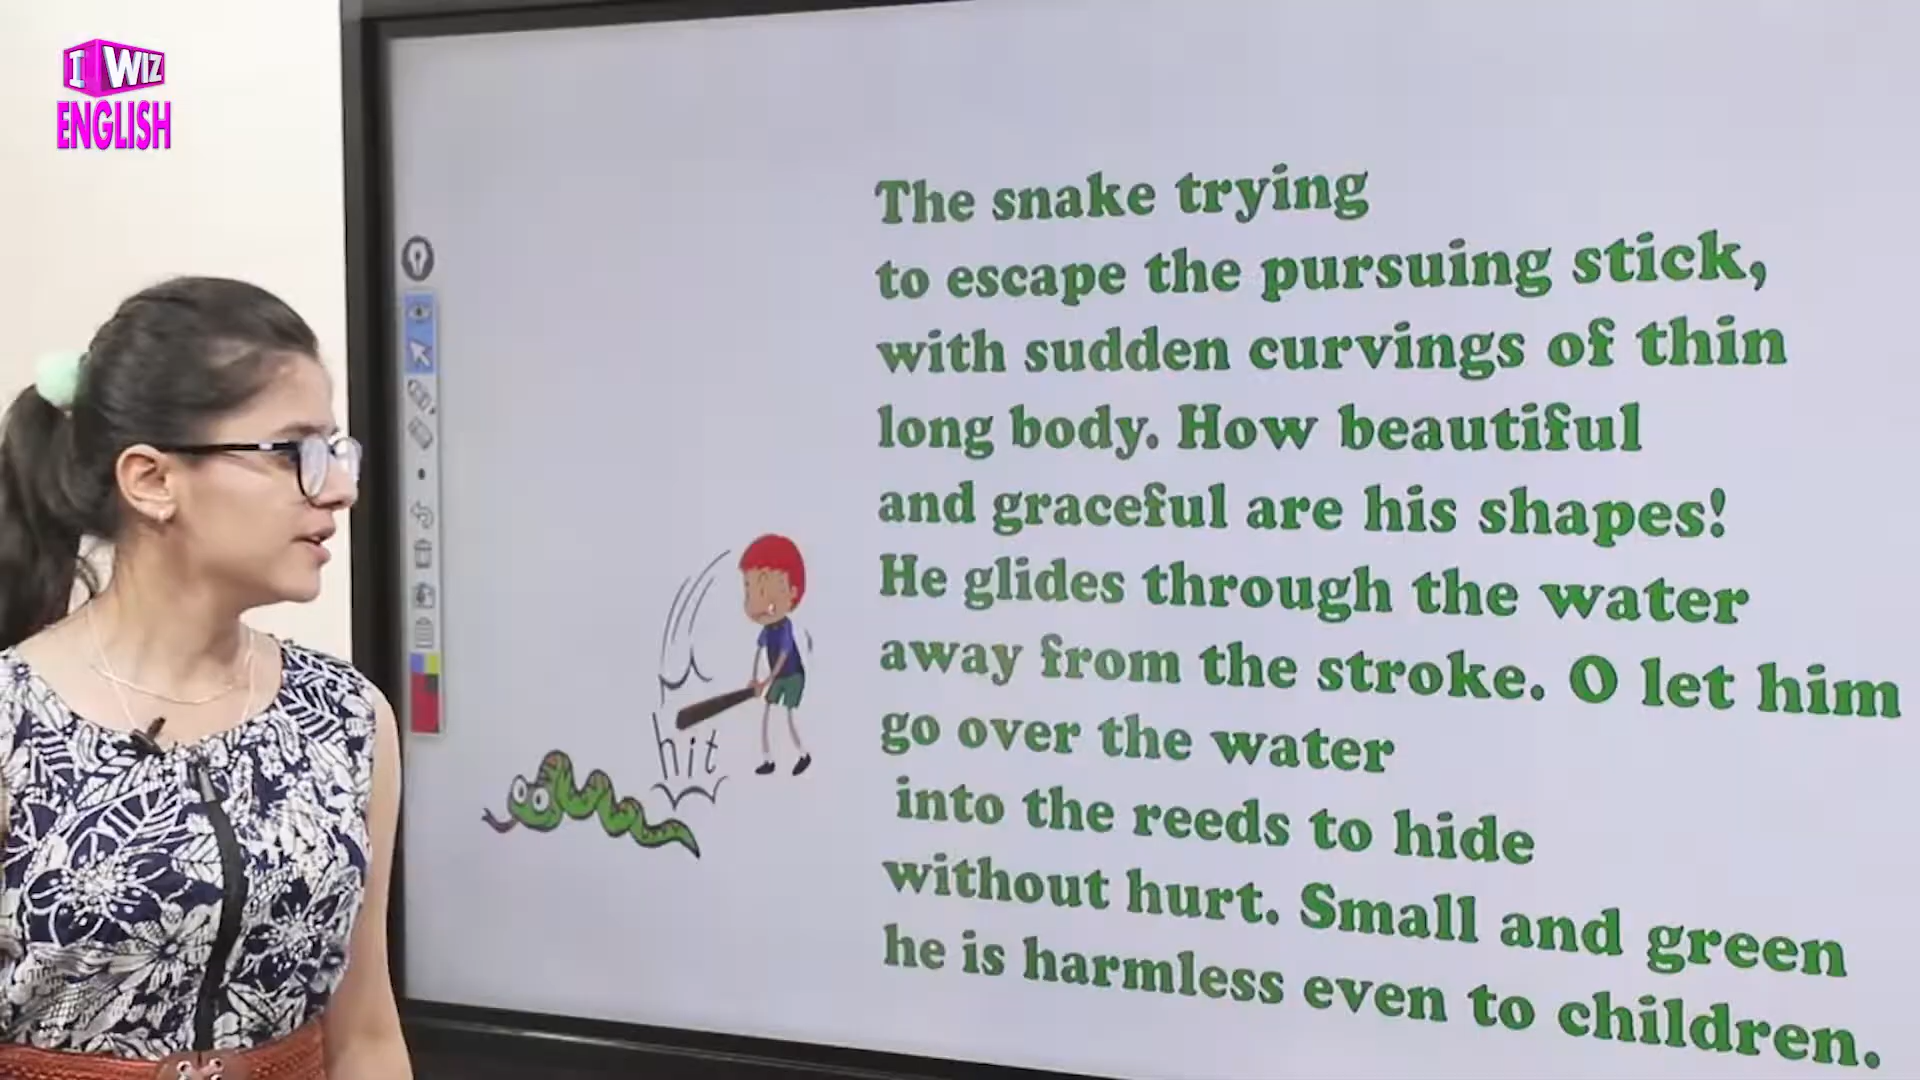 I WIZ
ENGLISH
The snake trying
to escape the pursuing stick,
with sudden curvings of thin
long body. How beautiful
and graceful are his shapes!
He glides through the water
away from the stroke. O let him
go over the water
into the reeds to hide
without hurt. Small and green
he is harmless even to children.
hit